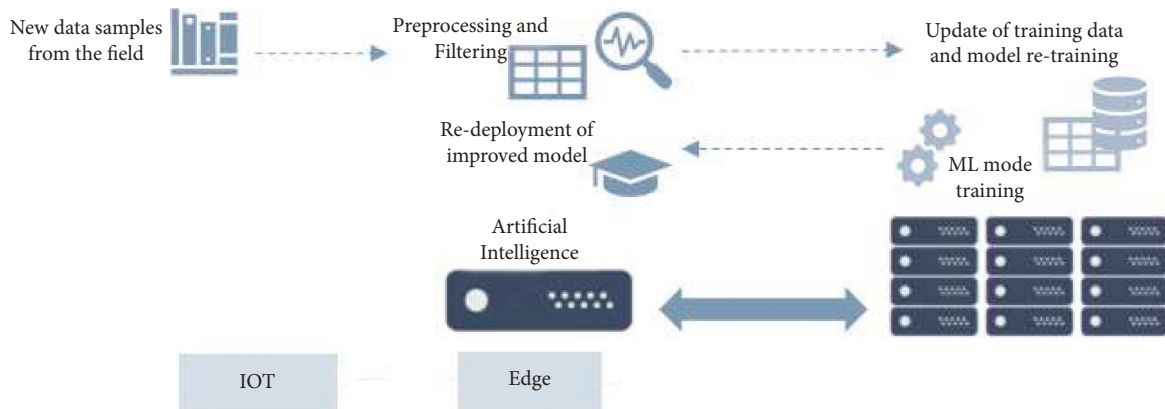 New data samples
from the field
Preprocessing and
Filtering
Update of training data
and model re-training
Re-deployment of
improved model
ML mode
training
Artificial
Intelligence
IOT
Edge